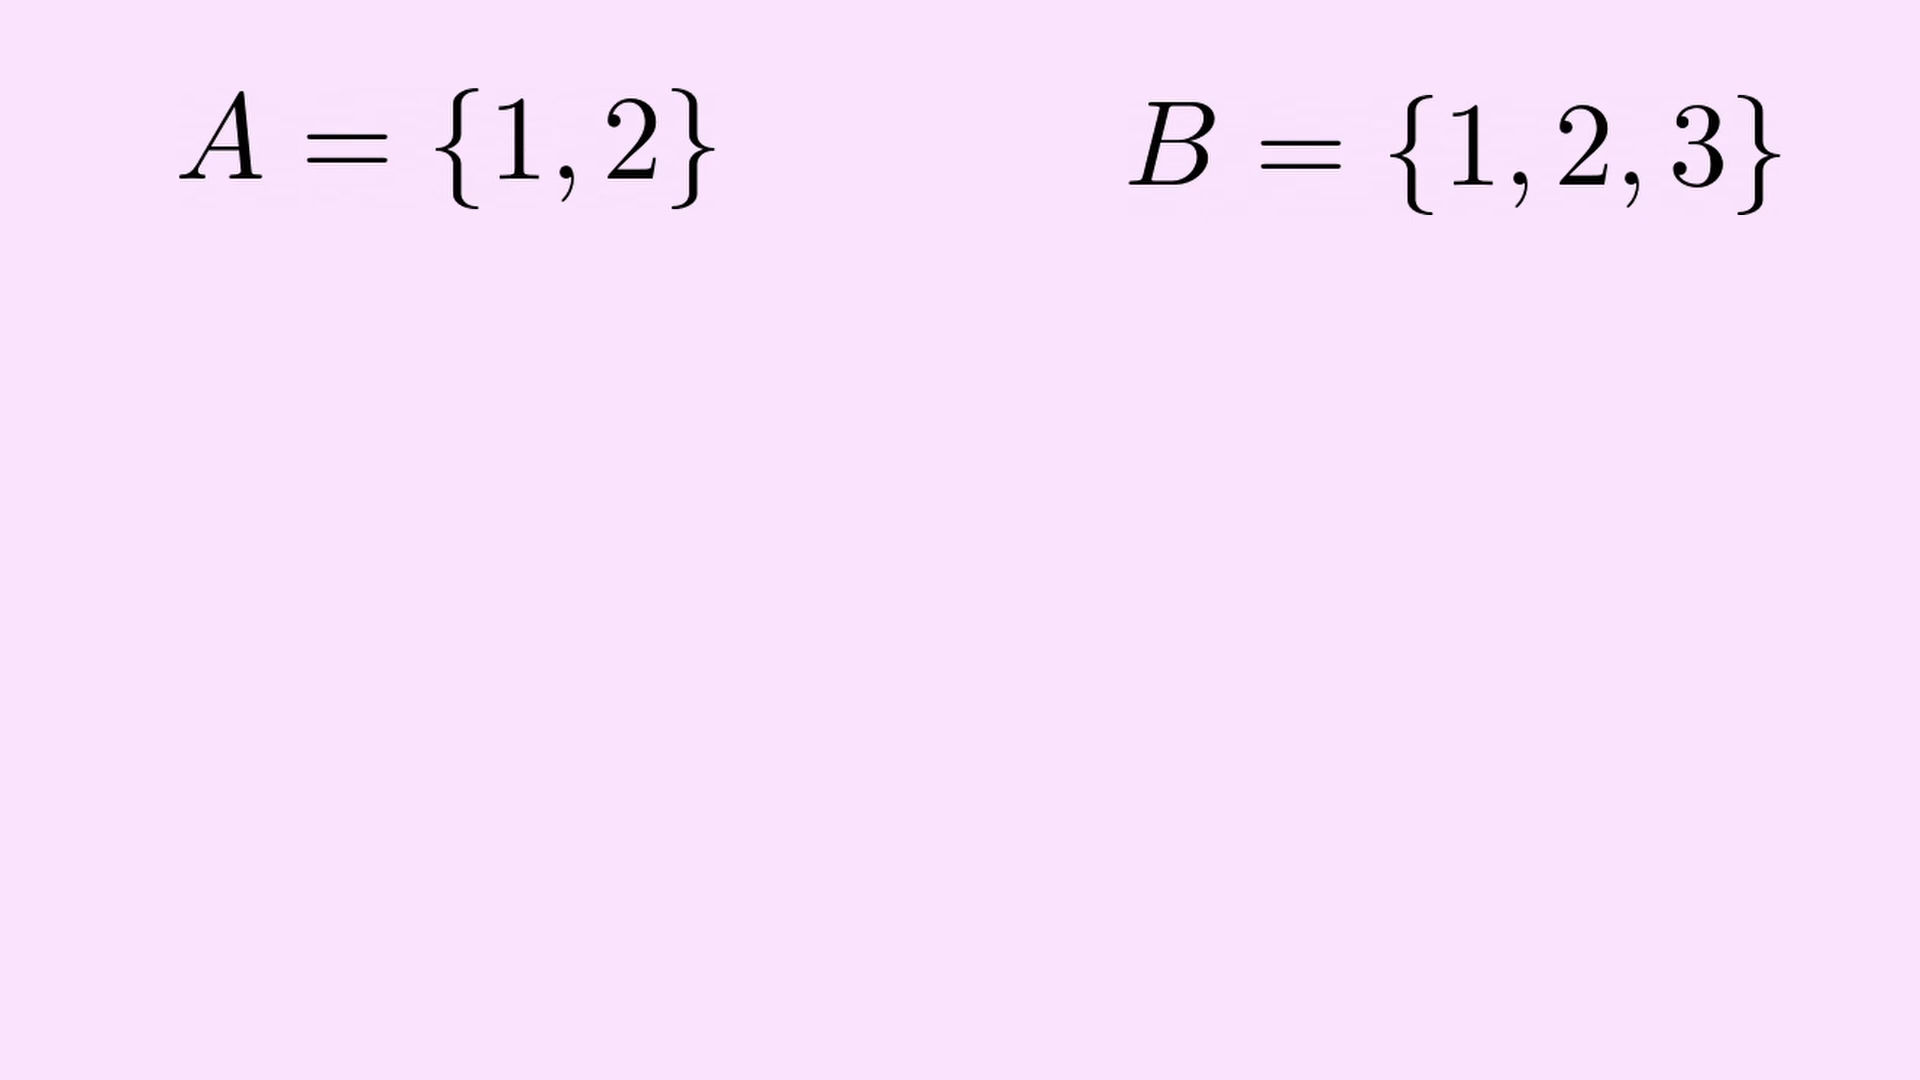 A = {1, 2} B = {1, 2, 3}